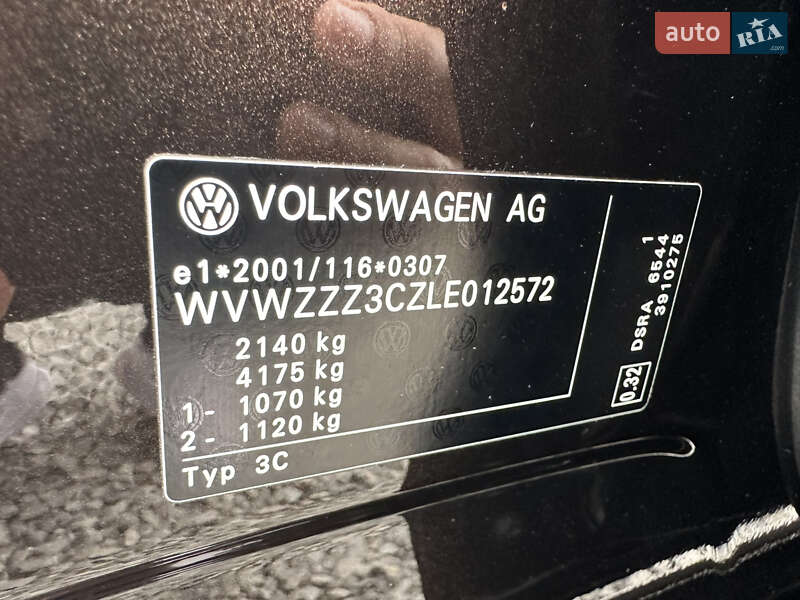 auto RIA.com
VOLKSWAGEN AG
e1*2001/116*0307
WVWZZZ3CZLE012572
2140 kg
4175 kg
1 - 1070 kg
2 - 1120 kg
Typ 3C
DSRA 6544 1
3910275
0.32